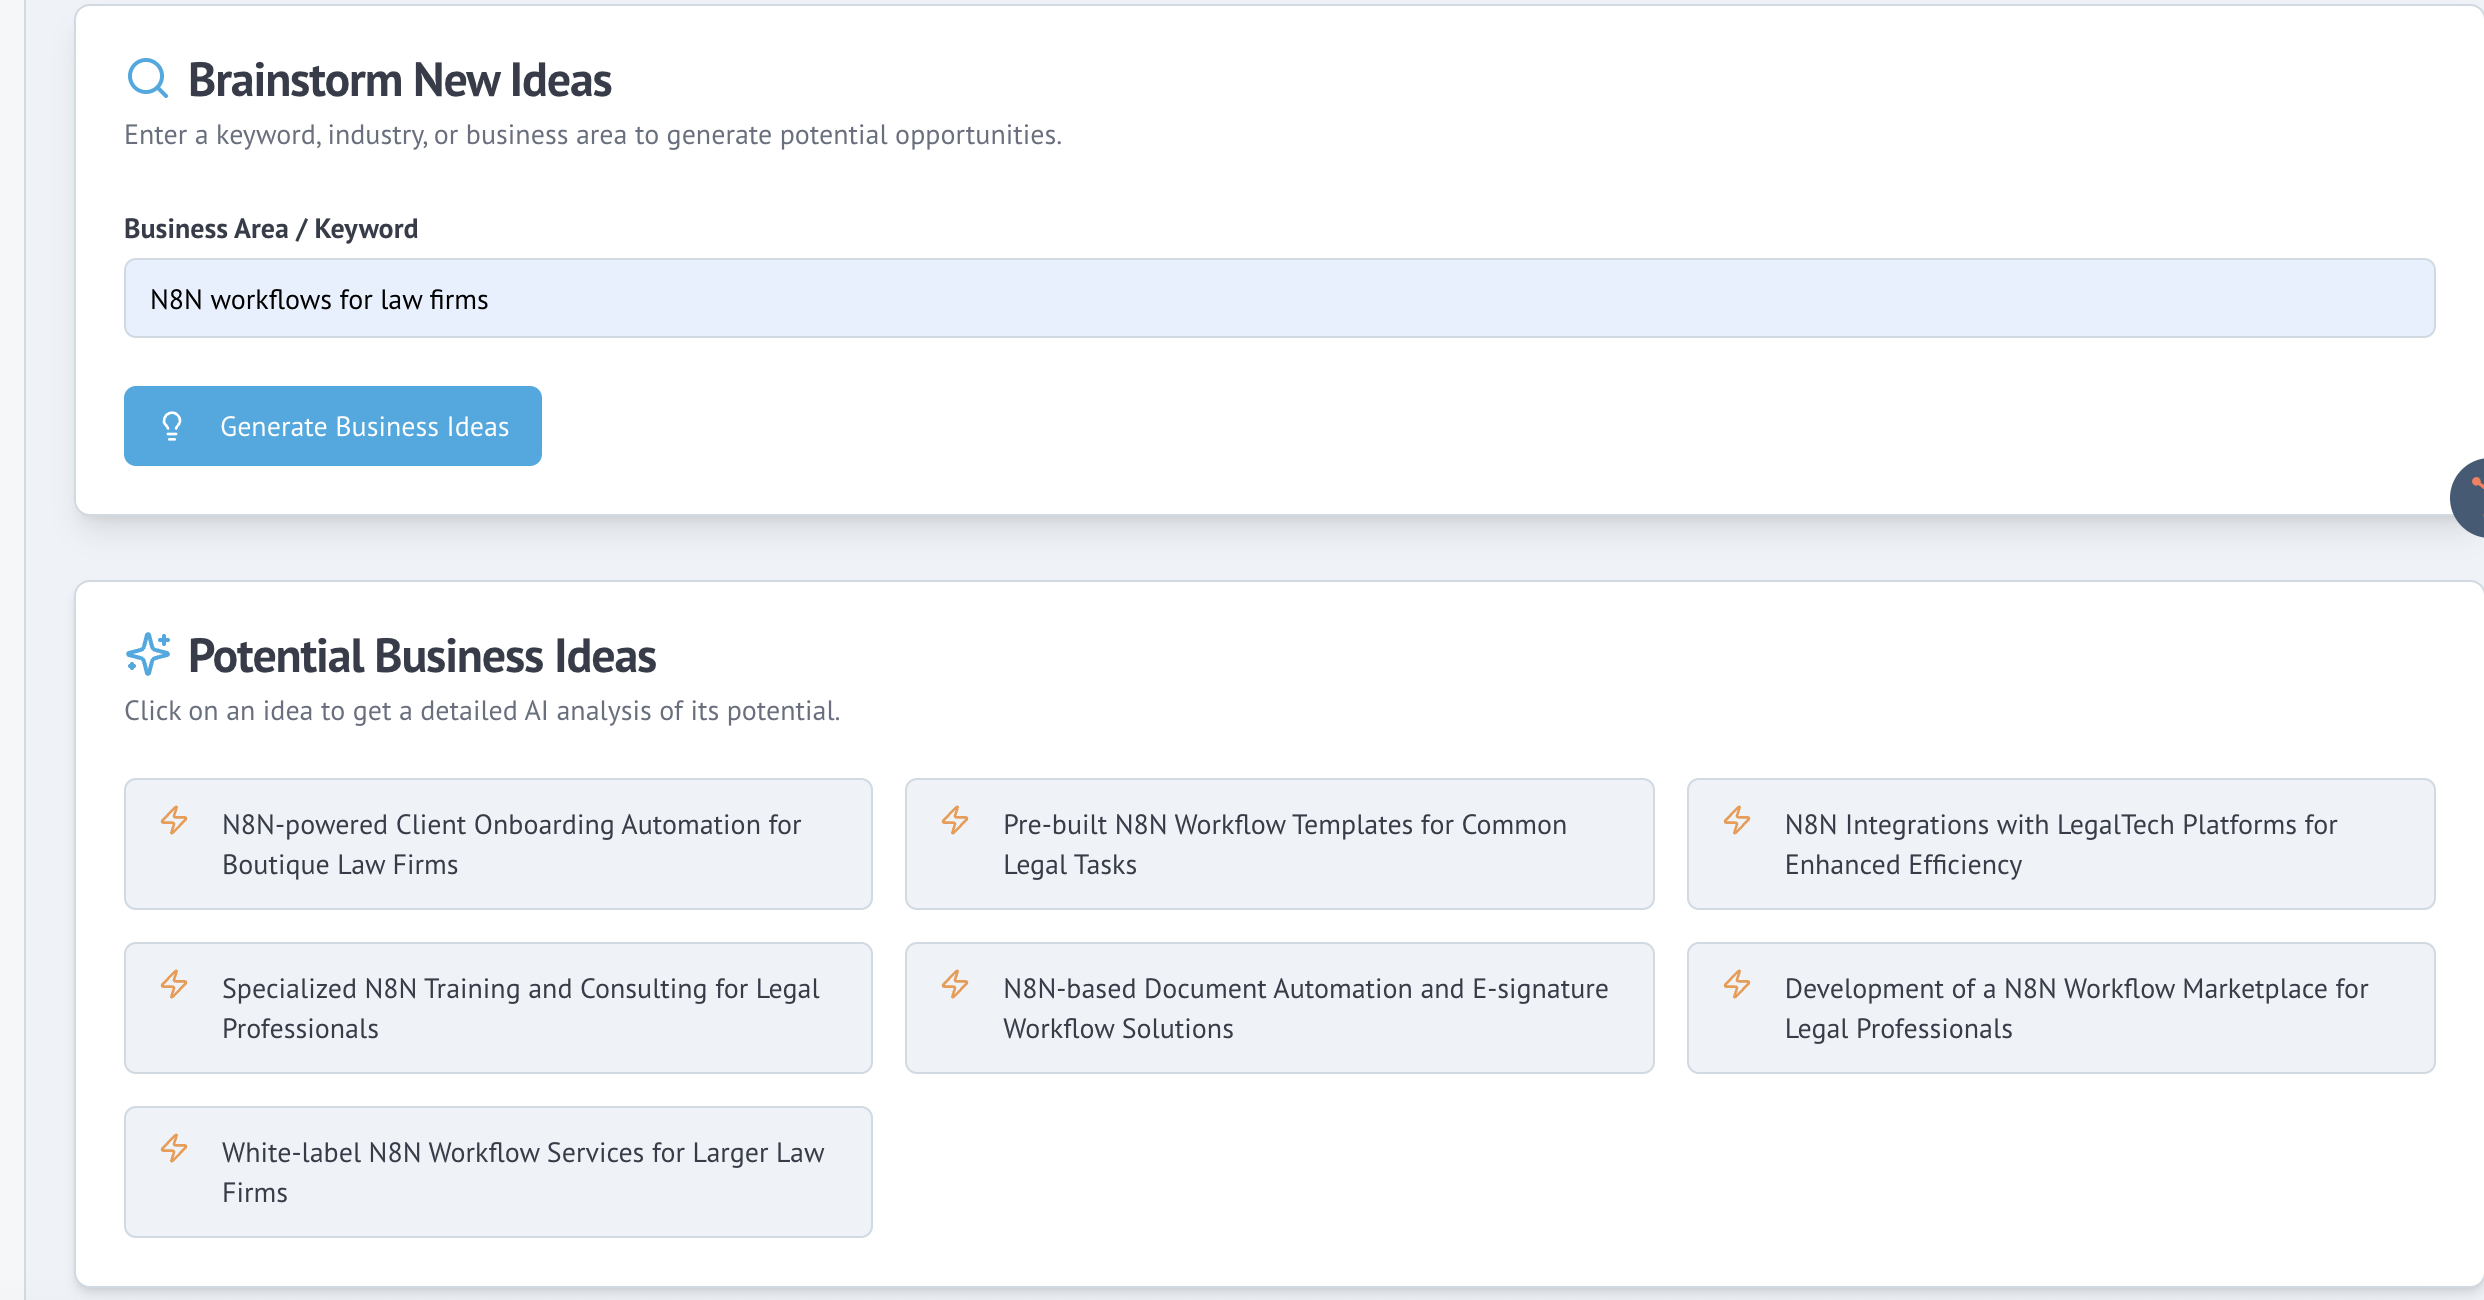 Brainstorm New Ideas
Enter a keyword, industry, or business area to generate potential opportunities.
Business Area / Keyword
N8N workflows for law firms
Generate Business Ideas
Potential Business Ideas
Click on an idea to get a detailed AI analysis of its potential.
N8N-powered Client Onboarding Automation for
Boutique Law Firms
Pre-built N8N Workflow Templates for Common
Legal Tasks
N8N Integrations with LegalTech Platforms for
Enhanced Efficiency
Specialized N8N Training and Consulting for Legal
Professionals
N8N-based Document Automation and E-signature
Workflow Solutions
Development of a N8N Workflow Marketplace for
Legal Professionals
White-label N8N Workflow Services for Larger Law
Firms